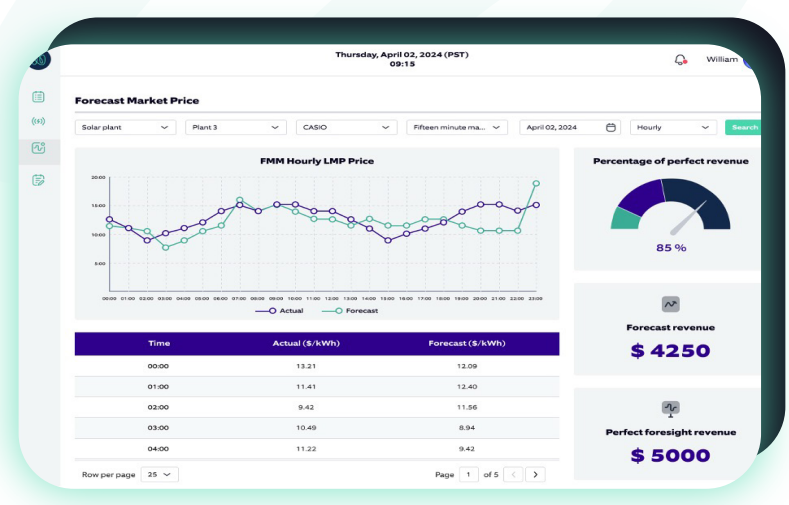 Thursday, April 02, 2024 (PST)
09:15
William
Forecast Market Price
Solar plant
Plant 3
CASIO
Fifteen minute ma...
April 02, 2024
Hourly
Search
FMM Hourly LMP Price
20:00
15:00
10:00
5:00
00:00 01:00 02:00 03:00 04:00 05:00 06:00 07:00 08:00 09:00 10:00 11:00 12:00 13:00 14:00 15:00 16:00 17:00 18:00 19:00 20:00 21:00 22:00 23:00
Actual Forecast
Percentage of perfect revenue
85 %
Forecast revenue
$ 4250
Perfect foresight revenue
$ 5000
Time Actual ($/kWh) Forecast ($/kWh)
00:00 13.21 12.09
01:00 11.41 12.40
02:00 9.42 11.56
03:00 10.49 8.94
04:00 11.22 9.42
Row per page 25 Page 1 of 5